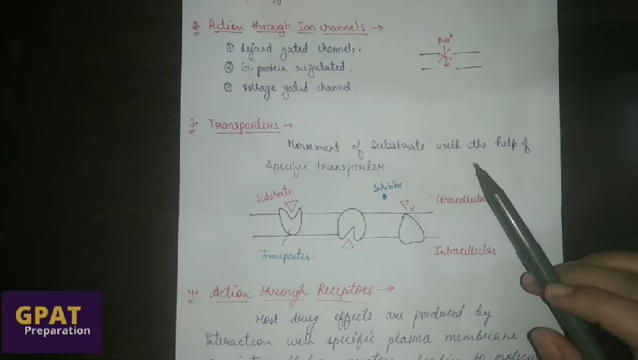 2. Action through Ion channels →
Na+
① ligand gated channels.
② G-protein regulated.
③ Voltage gated channel
3. Transporters →
Movement of Substrate with the help of
Specific transporter.
Substrate
Inhibitor
Extracellular
x
Transporter.
Intracellular
4. Action through Receptors →
Most drug effects are produced by
Interaction with specific plasma membrane
GPAT
Preparation